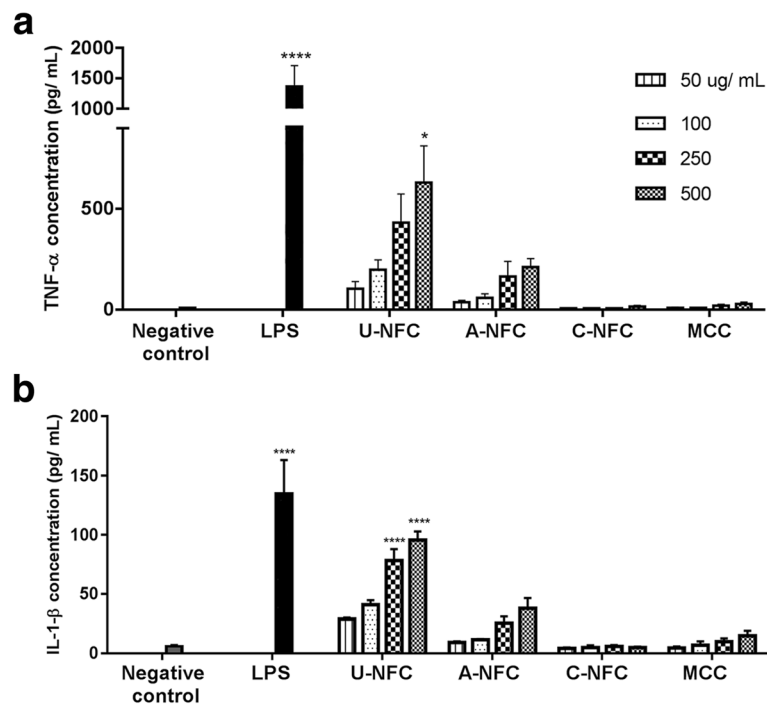 a
TNF-α concentration (pg/ mL)
2000
1500
1000
500
0
****
*
50 ug/ mL
100
250
500
Negative control
LPS
U-NFC
A-NFC
C-NFC
MCC
b
IL-1-β concentration (pg/ mL)
200
150
100
50
0
****
****
****
Negative control
LPS
U-NFC
A-NFC
C-NFC
MCC